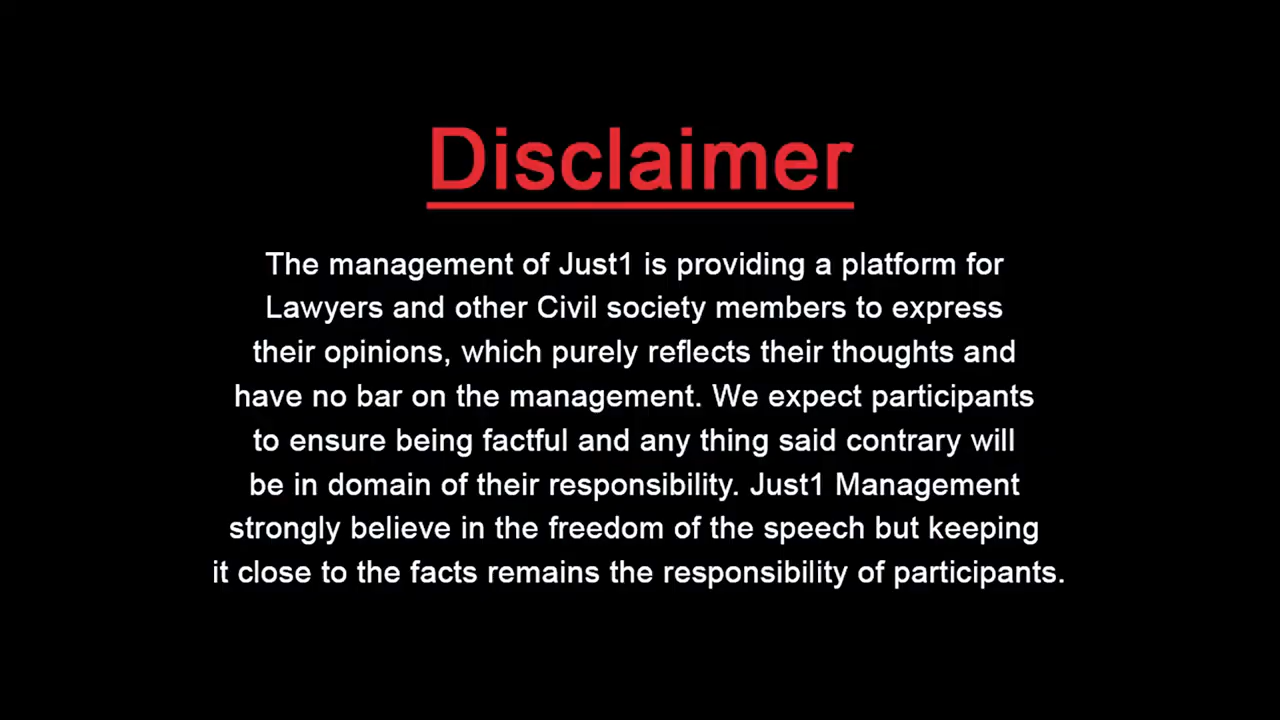 Disclaimer
The management of Just1 is providing a platform for
Lawyers and other Civil society members to express
their opinions, which purely reflects their thoughts and
have no bar on the management. We expect participants
to ensure being factful and any thing said contrary will
be in domain of their responsibility. Just1 Management
strongly believe in the freedom of the speech but keeping
it close to the facts remains the responsibility of participants.